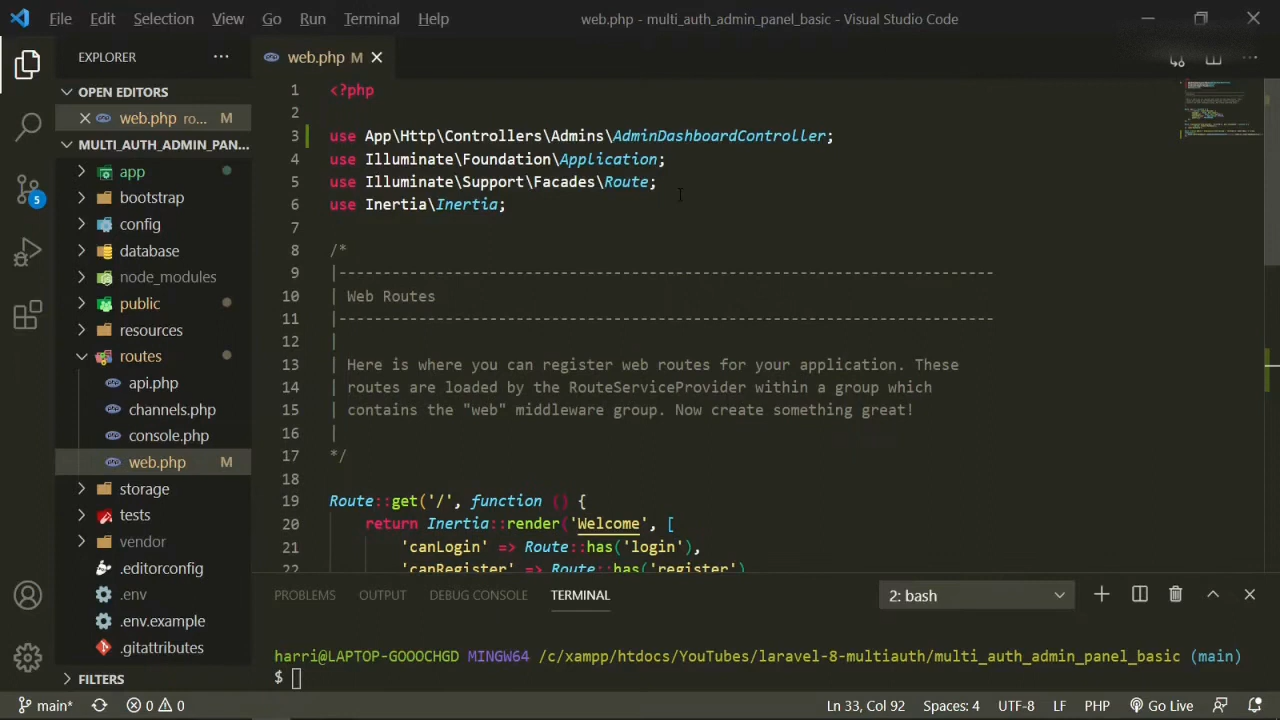 File Edit Selection View Go Run Terminal Help
web.php - multi_auth_admin_panel_basic - Visual Studio Code
EXPLORER
OPEN EDITORS
web.php ro... M
MULTI_AUTH_ADMIN_PAN...
app
bootstrap
config
database
node_modules
public
resources
routes
api.php
channels.php
console.php
web.php M
storage
tests
vendor
.editorconfig
.env
.env.example
.gitattributes
FILTERS
5
web.php M
1 <?php
2
3 use App\Http\Controllers\Admins\AdminDashboardController;
4 use Illuminate\Foundation\Application;
5 use Illuminate\Support\Facades\Route;
6 use Inertia\Inertia;
7
8 /*
9 |--------------------------------------------------------------------------
10 | Web Routes
11 |--------------------------------------------------------------------------
12 |
13 | Here is where you can register web routes for your application. These
14 | routes are loaded by the RouteServiceProvider within a group which
15 | contains the "web" middleware group. Now create something great!
16 |
17 */
18
19 Route::get('/', function () {
20 return Inertia::render('Welcome', [
21 'canLogin' => Route::has('login'),
22 'canRegister' => Route::has('register')
PROBLEMS OUTPUT DEBUG CONSOLE TERMINAL
2: bash
harri@LAPTOP-GOOOCHGD MINGW64 /c/xampp/htdocs/YouTubes/laravel-8-multiauth/multi_auth_admin_panel_basic (main)
$
main* 0 0 Ln 33, Col 92 Spaces: 4 UTF-8 LF PHP Go Live